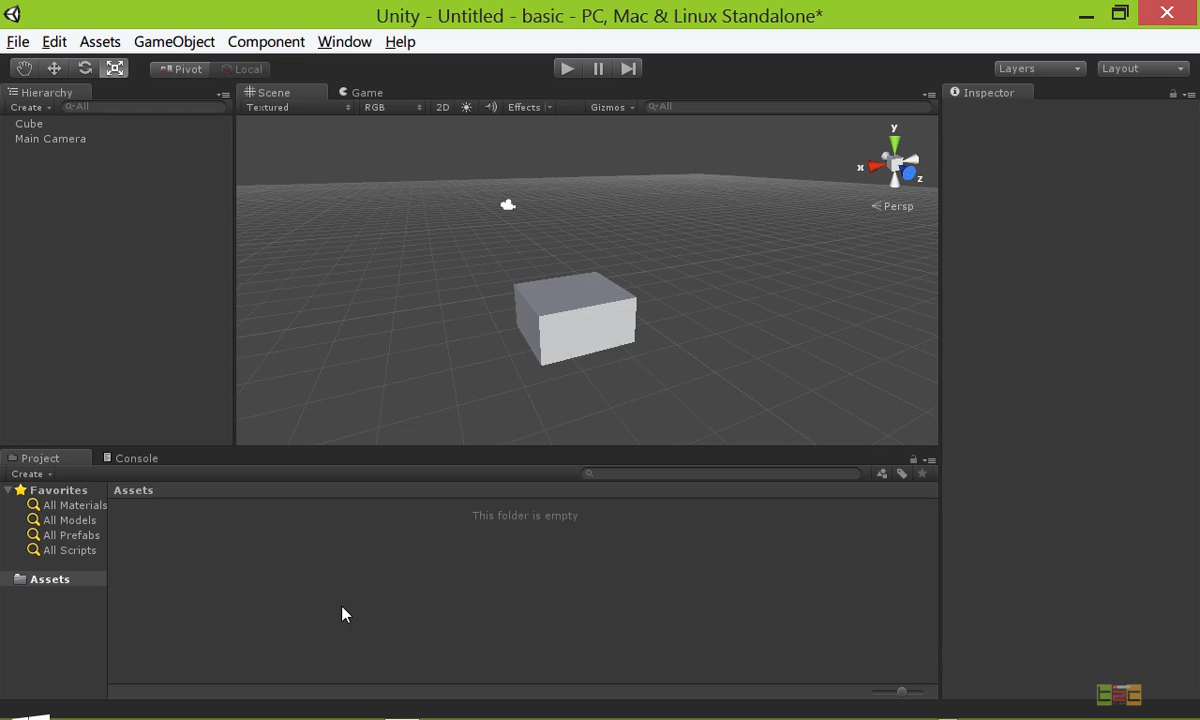 Unity - Untitled - basic - PC, Mac & Linux Standalone*
File Edit Assets GameObject Component Window Help
Pivot Local Layers Layout
Hierarchy Scene Game Inspector
Create All Textured RGB 2D Effects Gizmos All
Cube
Main Camera
y
x
z
Persp
Project Console
Create
Favorites Assets
All Materials
This folder is empty
All Models
All Prefabs
All Scripts
Assets